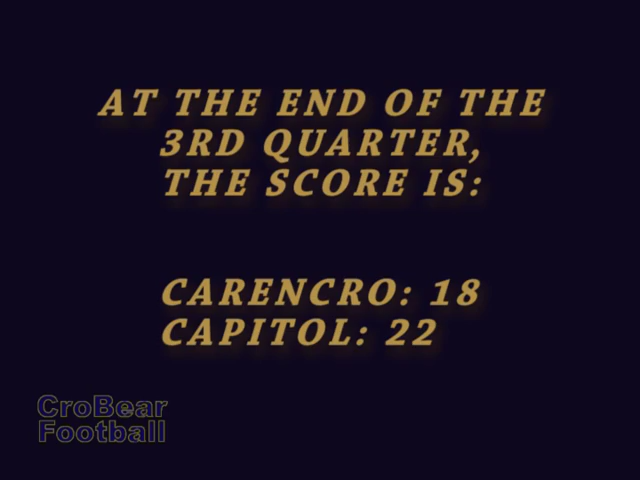 AT THE END OF THE
3RD QUARTER,
THE SCORE IS:
CARENCRO: 18
CAPITOL: 22
CroBear
Football